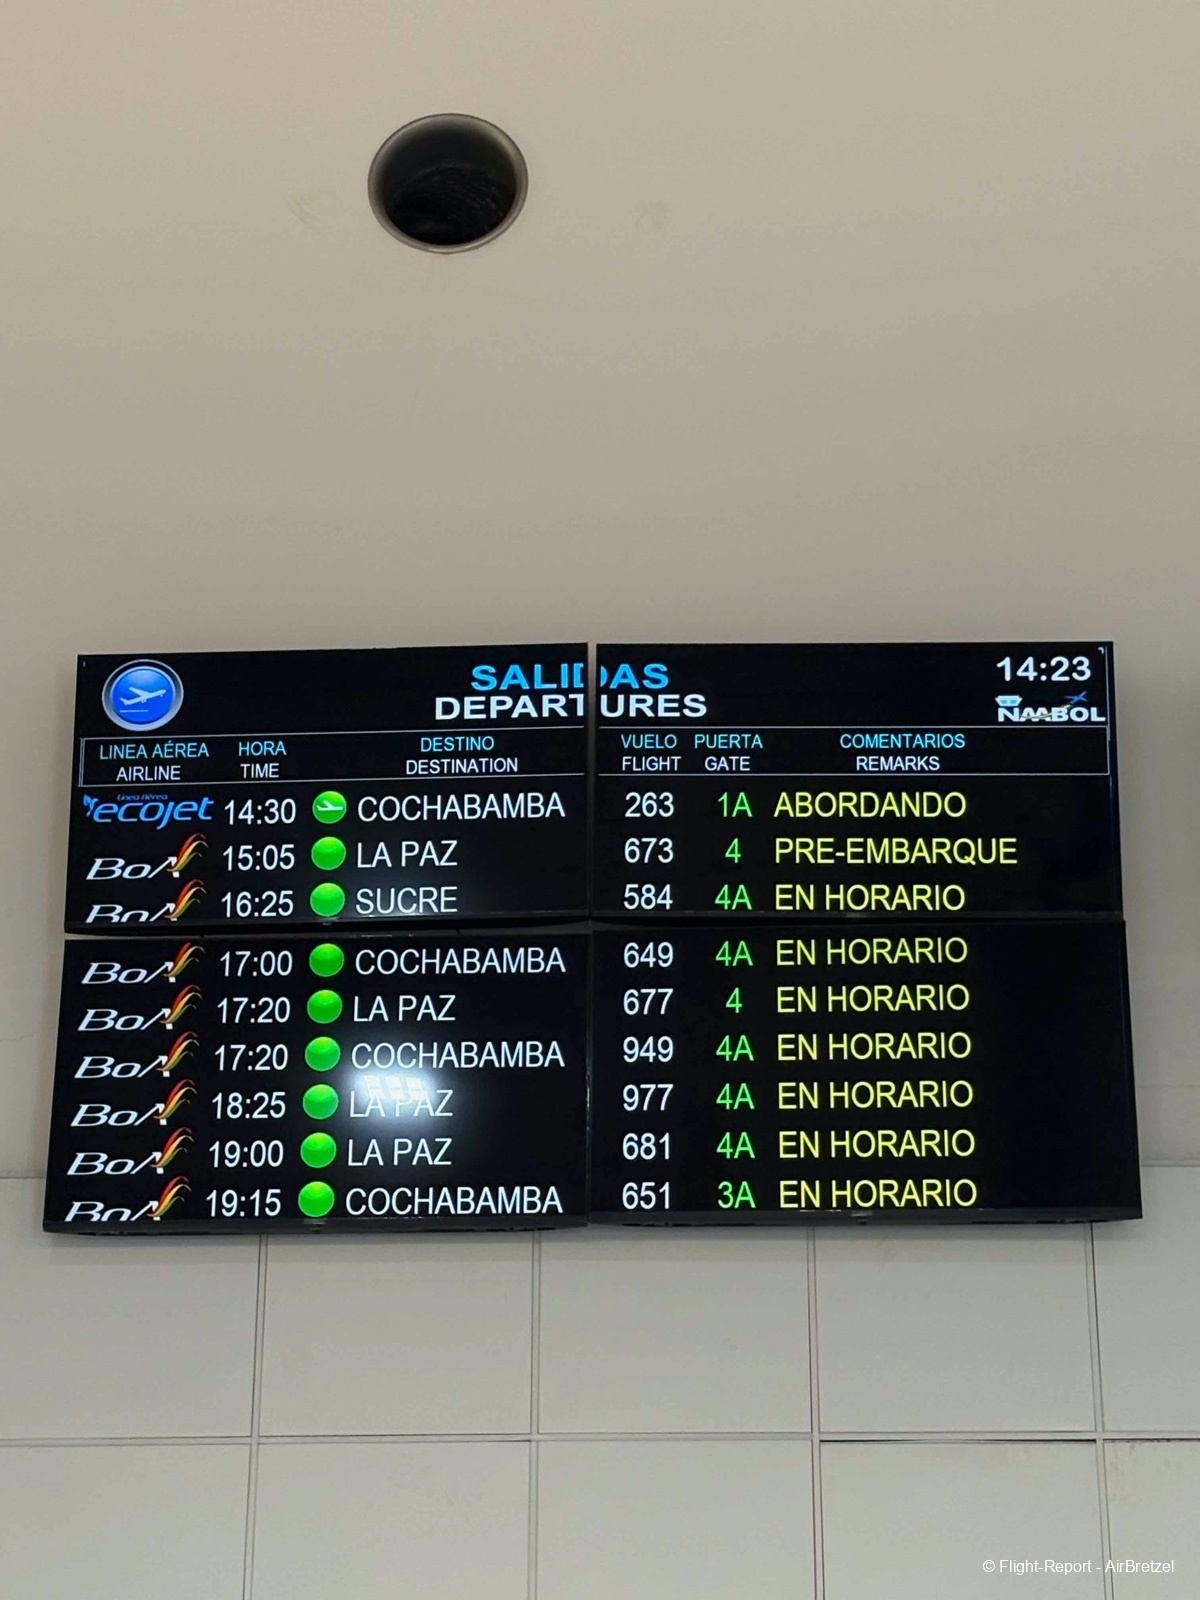 SALIDAS 14:23
DEPARTURES NAABOL
LINEA AÉREA HORA DESTINO VUELO PUERTA COMENTARIOS
AIRLINE TIME DESTINATION FLIGHT GATE REMARKS
Línea Aérea
ecojet 14:30 COCHABAMBA 263 1A ABORDANDO
BoA 15:05 LA PAZ 673 4 PRE-EMBARQUE
BoA 16:25 SUCRE 584 4A EN HORARIO
BoA 17:00 COCHABAMBA 649 4A EN HORARIO
BoA 17:20 LA PAZ 677 4 EN HORARIO
BoA 17:20 COCHABAMBA 949 4A EN HORARIO
BoA 18:25 LA PAZ 977 4A EN HORARIO
BoA 19:00 LA PAZ 681 4A EN HORARIO
BoA 19:15 COCHABAMBA 651 3A EN HORARIO
© Flight-Report - AirBretzel